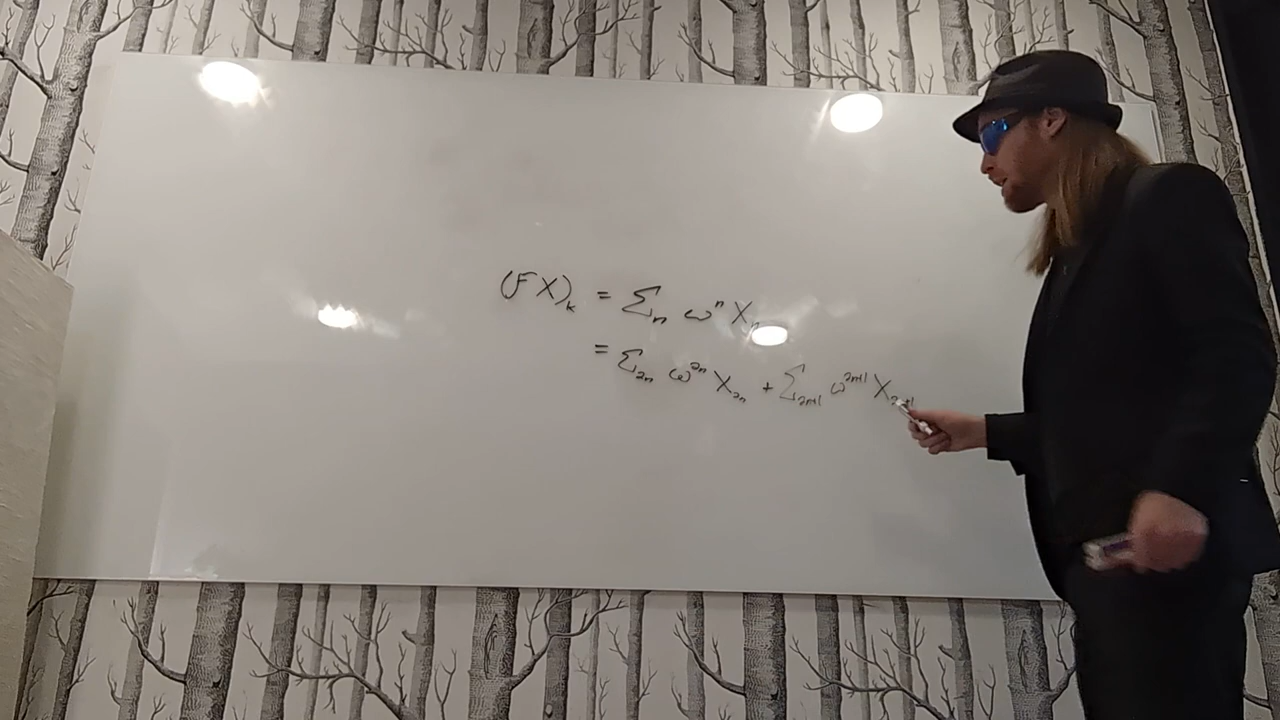 (FX)ₖ = Σₙ ωⁿ Xₙ
= Σ₂ₙ ω²ⁿ X₂ₙ + Σ₂ₙ₊₁ ω²ⁿ⁺¹ X₂ₙ₊₁